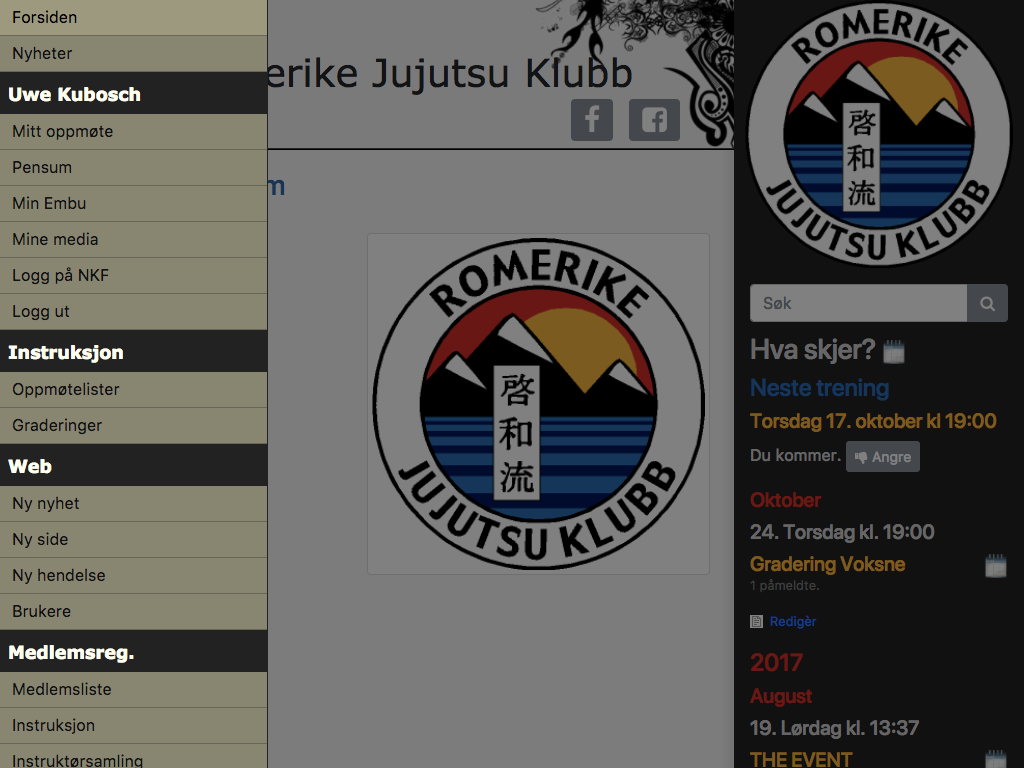 Forsiden
Nyheter
Uwe Kubosch
Mitt oppmøte
Pensum
Min Embu
Mine media
Logg på NKF
Logg ut
Instruksjon
Oppmøtelister
Graderinger
Web
Ny nyhet
Ny side
Ny hendelse
Brukere
Medlemsreg.
Medlemsliste
Instruksjon
Instruktørsamling
erike Jujutsu Klubb
m
ROMERIKE
啓和流
JUJUTSU KLUBB
ROMERIKE
啓和流
JUJUTSU KLUBB
Søk
Hva skjer?
Neste trening
Torsdag 17. oktober kl 19:00
Du kommer. Angre
Oktober
24. Torsdag kl. 19:00
Gradering Voksne
1 påmeldte.
Redigèr
2017
August
19. Lørdag kl. 13:37
THE EVENT